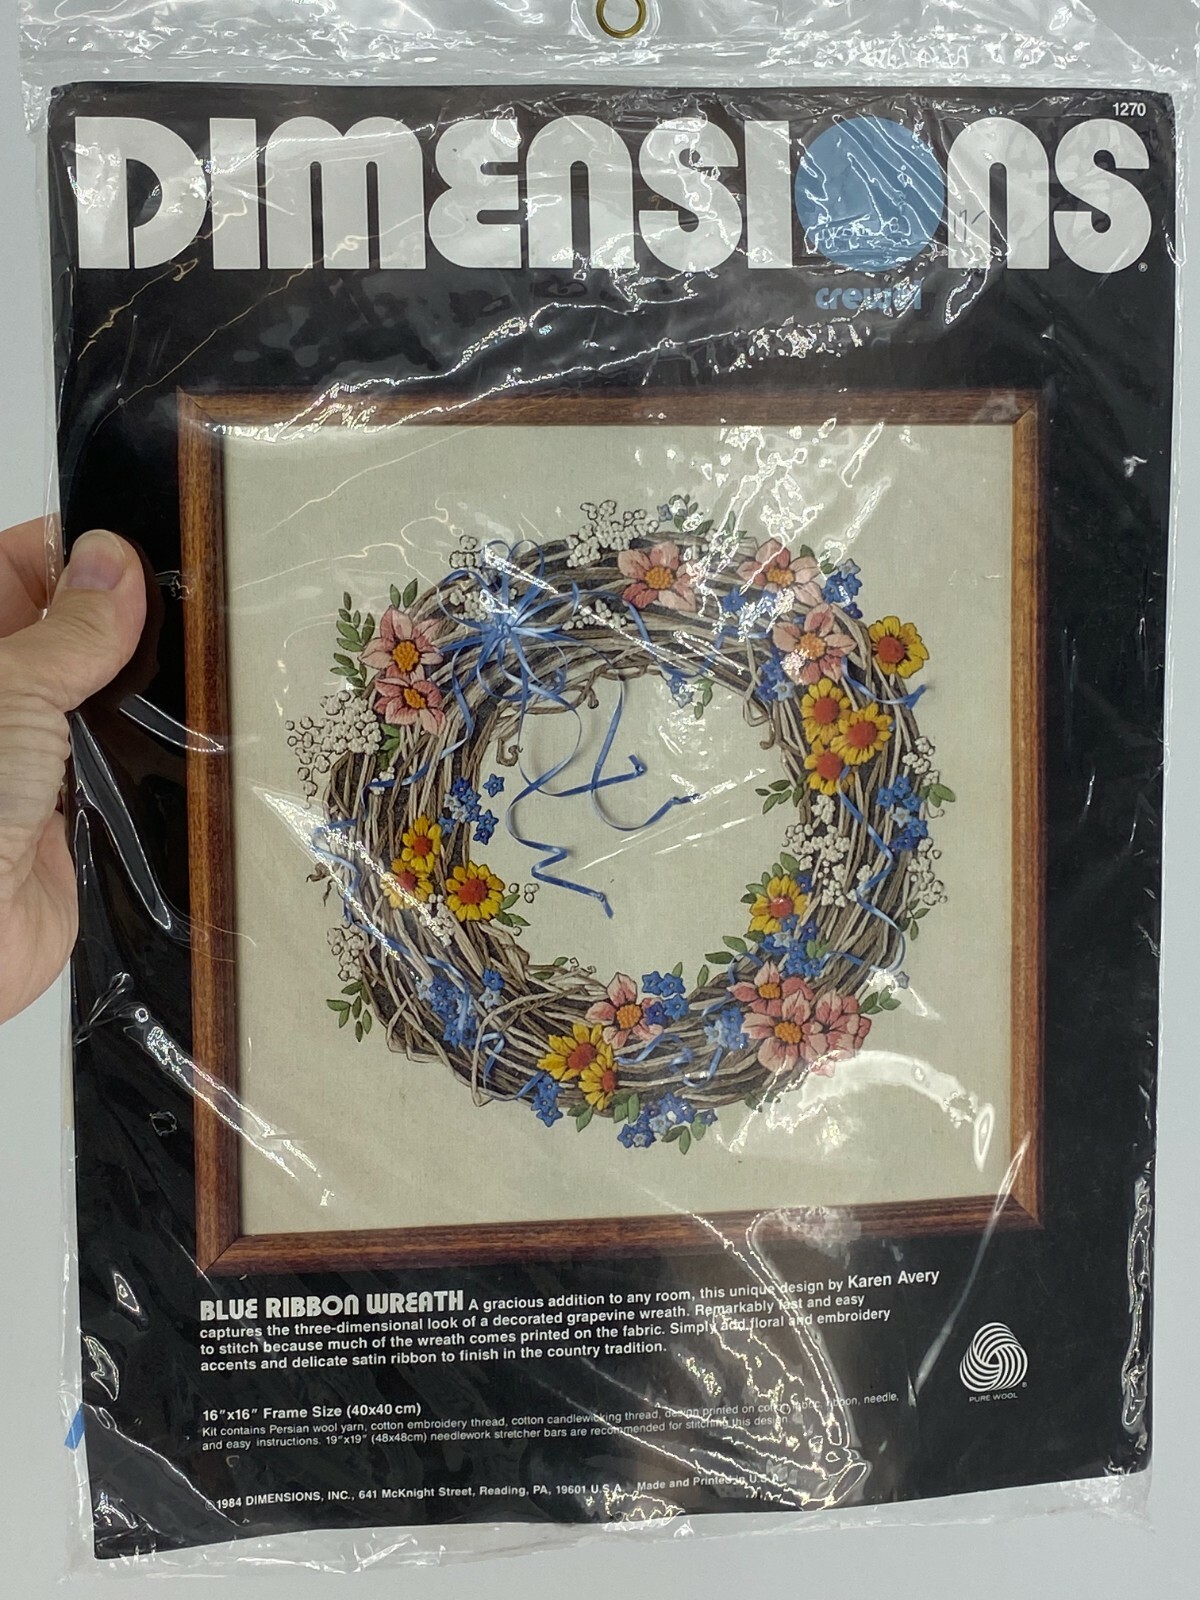 1270
DIMENSIONS®
crewel
BLUE RIBBON WREATH A gracious addition to any room, this unique design by Karen Avery
captures the three-dimensional look of a decorated grapevine wreath. Remarkably fast and easy
to stitch because much of the wreath comes printed on the fabric. Simply add floral and embroidery
accents and delicate satin ribbon to finish in the country tradition.
PURE WOOL
16"x16" Frame Size (40x40 cm)
Kit contains Persian wool yarn, cotton embroidery thread, cotton candlewicking thread, design printed on cotton fabric, ribbon, needle,
and easy instructions. 19"x19" (48x48cm) needlework stretcher bars are recommended for stitching this design.
©1984 DIMENSIONS, INC., 641 McKnight Street, Reading, PA, 19601 U.S.A. Made and Printed in U.S.A.